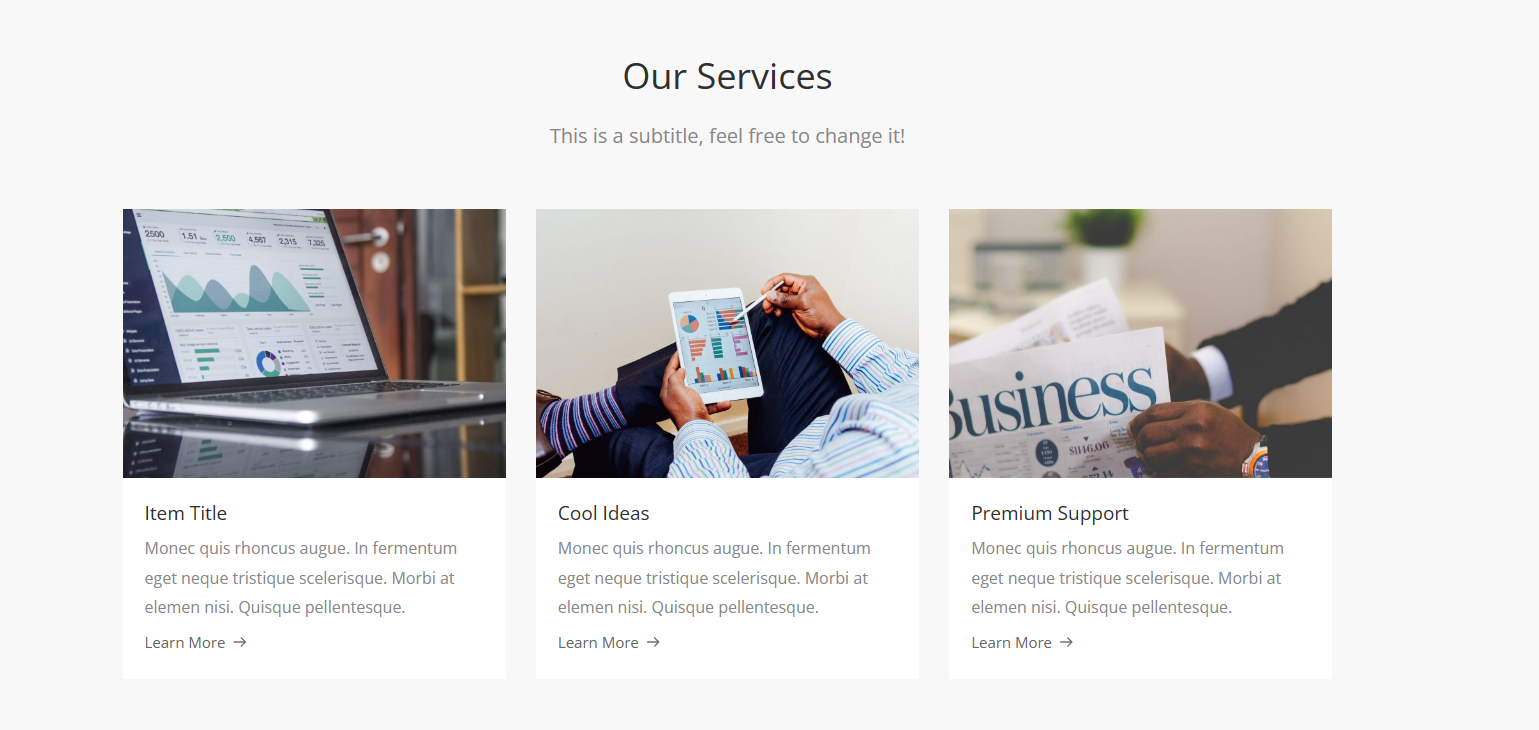 Our Services
This is a subtitle, feel free to change it!
2500
1.51
2,500
4,567
2,315
7,325
Business
Item Title
Monec quis rhoncus augue. In fermentum
eget neque tristique scelerisque. Morbi at
elemen nisi. Quisque pellentesque.
Learn More →
Cool Ideas
Monec quis rhoncus augue. In fermentum
eget neque tristique scelerisque. Morbi at
elemen nisi. Quisque pellentesque.
Learn More →
Premium Support
Monec quis rhoncus augue. In fermentum
eget neque tristique scelerisque. Morbi at
elemen nisi. Quisque pellentesque.
Learn More →